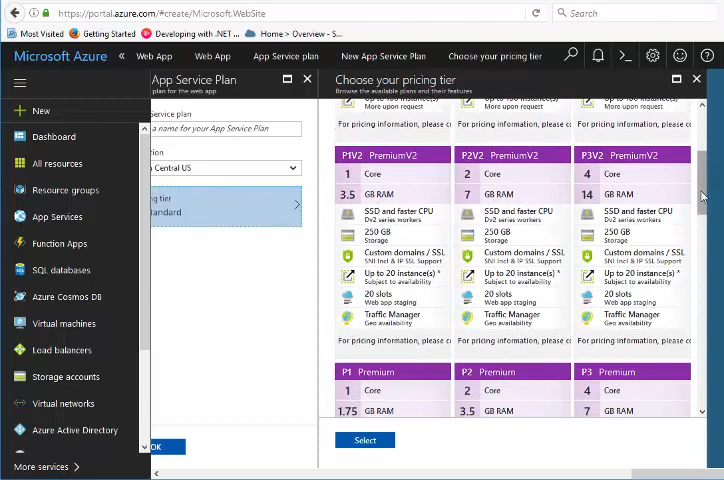 https://portal.azure.com/#create/Microsoft.WebSite
Search
Most Visited
Getting Started
Developing with .NET ...
Home > Overview - S...
Microsoft Azure
Web App
Web App
App Service plan
New App Service Plan
Choose your pricing tier
New
Dashboard
All resources
Resource groups
App Services
Function Apps
SQL databases
Azure Cosmos DB
Virtual machines
Load balancers
Storage accounts
Virtual networks
Azure Active Directory
More services
App Service Plan
plan for the web app
Service plan
a name for your App Service Plan
tion
Central US
ng tier
tandard
OK
Choose your pricing tier
Browse the available plans and their features
More upon request
More upon request
More upon request
For pricing information, please c
For pricing information, please c
For pricing information, please c
P1V2 PremiumV2
1 Core
3.5 GB RAM
SSD and faster CPU
Dv2 series workers
250 GB
Storage
Custom domains / SSL
SNI Incl & IP SSL Support
Up to 20 instance(s) *
Subject to availability
20 slots
Web app staging
Traffic Manager
Geo availability
For pricing information, please c
P2V2 PremiumV2
2 Core
7 GB RAM
SSD and faster CPU
Dv2 series workers
250 GB
Storage
Custom domains / SSL
SNI Incl & IP SSL Support
Up to 20 instance(s) *
Subject to availability
20 slots
Web app staging
Traffic Manager
Geo availability
For pricing information, please c
P3V2 PremiumV2
4 Core
14 GB RAM
SSD and faster CPU
Dv2 series workers
250 GB
Storage
Custom domains / SSL
SNI Incl & IP SSL Support
Up to 20 instance(s) *
Subject to availability
20 slots
Web app staging
Traffic Manager
Geo availability
For pricing information, please c
P1 Premium
1 Core
1.75 GB RAM
P2 Premium
2 Core
3.5 GB RAM
P3 Premium
4 Core
7 GB RAM
Select